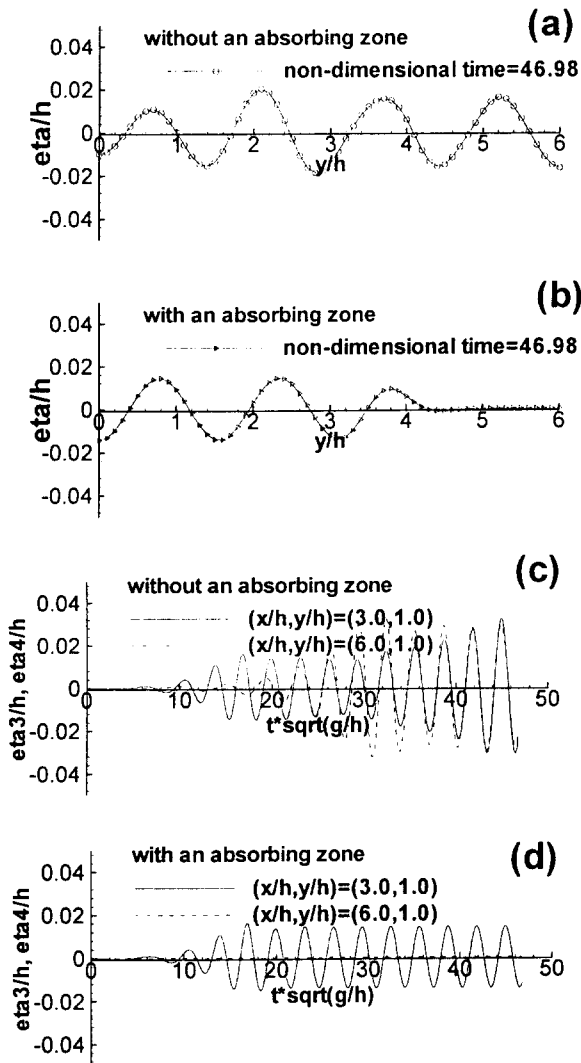 (a)
0.04
without an absorbing zone
non-dimensional time=46.98
0.02
eta/h
0
0 1 2 3 4 5 6
y/h
-0.02
-0.04
(b)
0.04
with an absorbing zone
non-dimensional time=46.98
0.02
eta/h
0
0 1 2 3 4 5 6
y/h
-0.02
-0.04
(c)
without an absorbing zone
0.04
(x/h,y/h)=(3.0,1.0)
(x/h,y/h)=(6.0,1.0)
0.02
eta3/h, eta4/h
0
0 10 20 30 40 50
t*sqrt(g/h)
-0.02
-0.04
(d)
with an absorbing zone
0.04
(x/h,y/h)=(3.0,1.0)
(x/h,y/h)=(6.0,1.0)
0.02
eta3/h, eta4/h
0
0 10 20 30 40 50
t*sqrt(g/h)
-0.02
-0.04